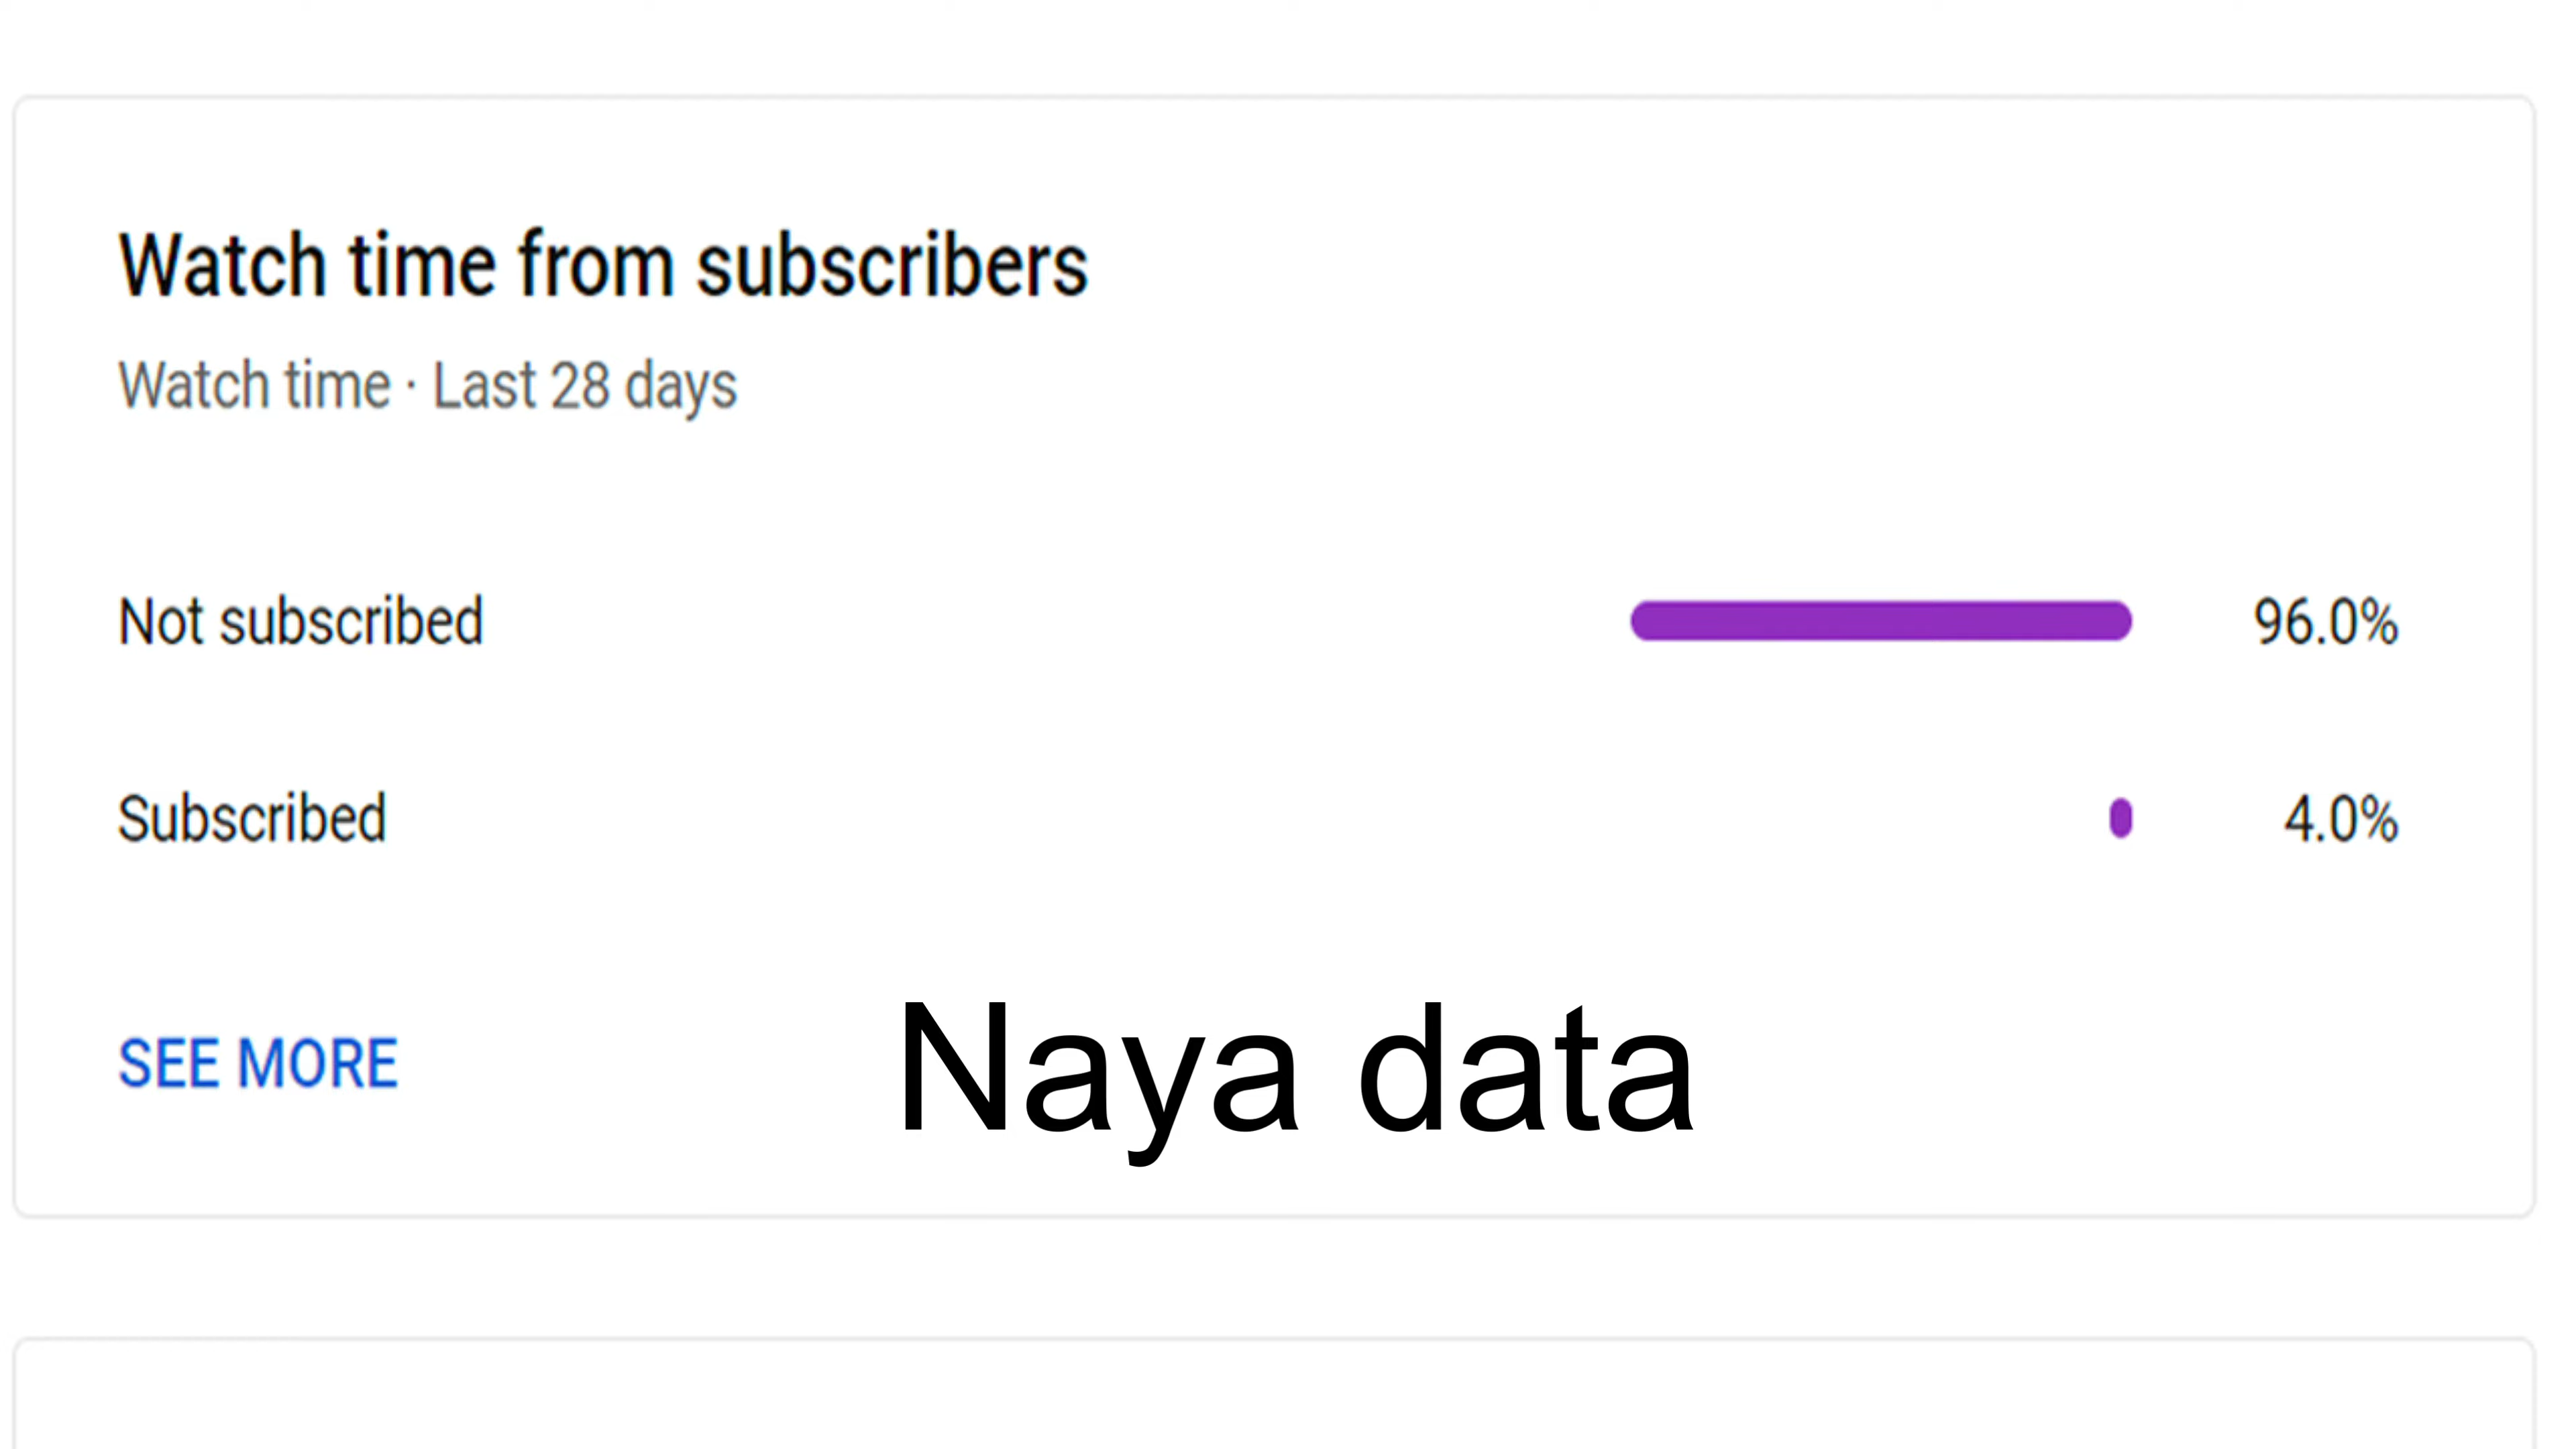 Watch time from subscribers
Watch time · Last 28 days
Not subscribed 96.0%
Subscribed 4.0%
SEE MORE
Naya data